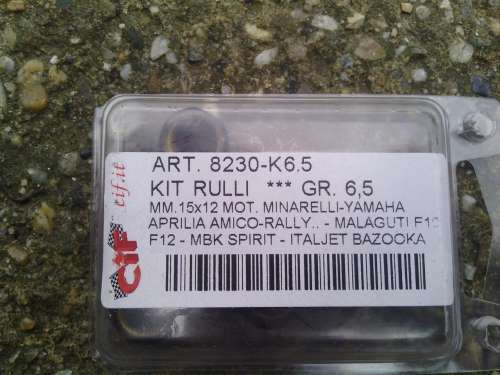 cif.it
CIF
ART. 8230-K6.5
KIT RULLI *** GR. 6,5
MM.15x12 MOT. MINARELLI-YAMAHA
APRILIA AMICO-RALLY.. - MALAGUTI F10
F12 - MBK SPIRIT - ITALJET BAZOOKA